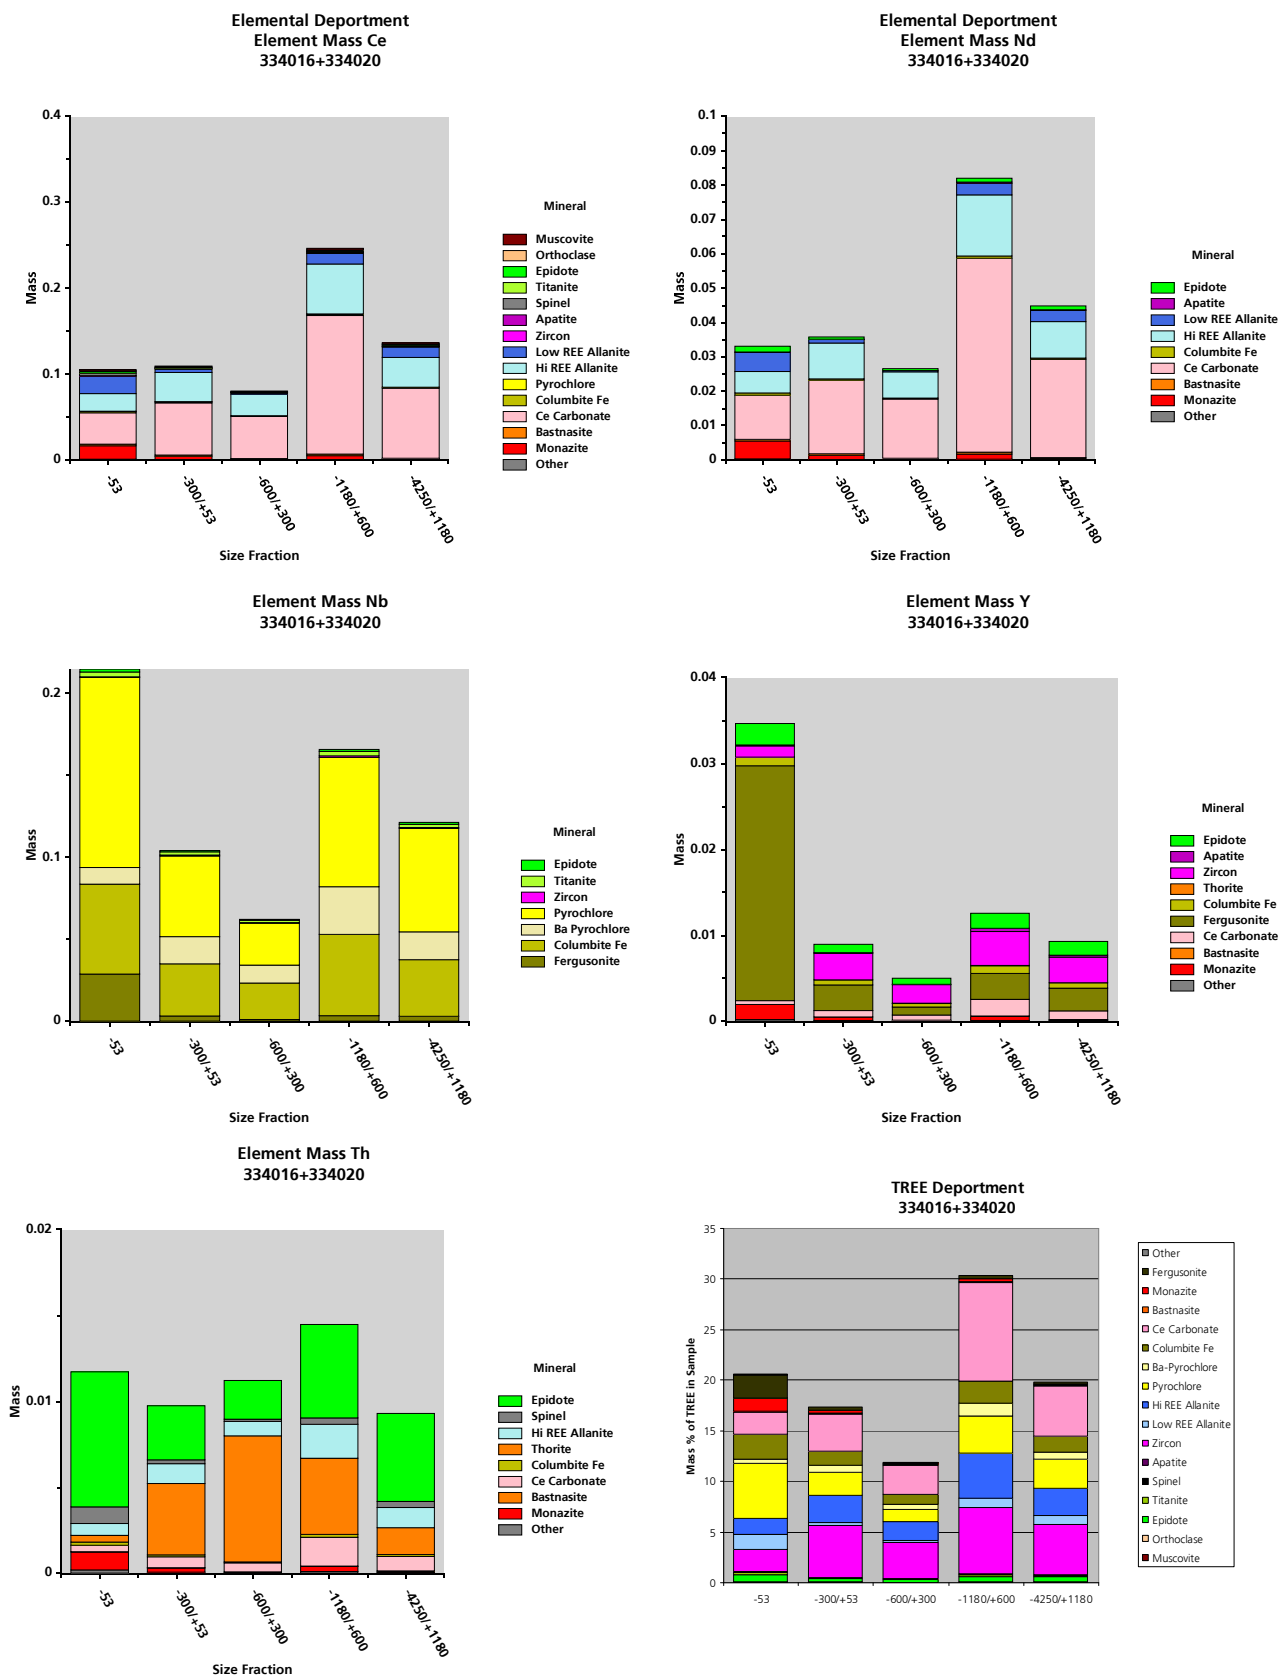 Elemental Deportment
Element Mass Ce
334016+334020
0.4
0.3
0.2
0.1
0
Mass
-53
-300/+53
-600/+300
-1180/+600
-4250/+1180
Size Fraction
Mineral
Muscovite
Orthoclase
Epidote
Titanite
Spinel
Apatite
Zircon
Low REE Allanite
Hi REE Allanite
Pyrochlore
Columbite Fe
Ce Carbonate
Bastnasite
Monazite
Other
Elemental Deportment
Element Mass Nd
334016+334020
0.1
0.09
0.08
0.07
0.06
0.05
0.04
0.03
0.02
0.01
0
Mass
-53
-300/+53
-600/+300
-1180/+600
-4250/+1180
Size Fraction
Mineral
Epidote
Apatite
Low REE Allanite
Hi REE Allanite
Columbite Fe
Ce Carbonate
Bastnasite
Monazite
Other
Element Mass Nb
334016+334020
0.2
0.1
0
Mass
-53
-300/+53
-600/+300
-1180/+600
-4250/+1180
Size Fraction
Mineral
Epidote
Titanite
Zircon
Pyrochlore
Ba Pyrochlore
Columbite Fe
Fergusonite
Element Mass Y
334016+334020
0.04
0.03
0.02
0.01
0
Mass
-53
-300/+53
-600/+300
-1180/+600
-4250/+1180
Size Fraction
Mineral
Epidote
Apatite
Zircon
Thorite
Columbite Fe
Fergusonite
Ce Carbonate
Bastnasite
Monazite
Other
Element Mass Th
334016+334020
0.02
0.01
0
Mass
-53
-300/+53
-600/+300
-1180/+600
-4250/+1180
Size Fraction
Mineral
Epidote
Spinel
Hi REE Allanite
Thorite
Columbite Fe
Ce Carbonate
Bastnasite
Monazite
Other
TREE Deportment
334016+334020
35
30
25
20
15
10
5
0
Mass % of TREE in Sample
-53
-300/+53
-600/+300
-1180/+600
-4250/+1180
Other
Fergusonite
Monazite
Bastnasite
Ce Carbonate
Columbite Fe
Ba-Pyrochlore
Pyrochlore
Hi REE Allanite
Low REE Allanite
Zircon
Apatite
Spinel
Titanite
Epidote
Orthoclase
Muscovite